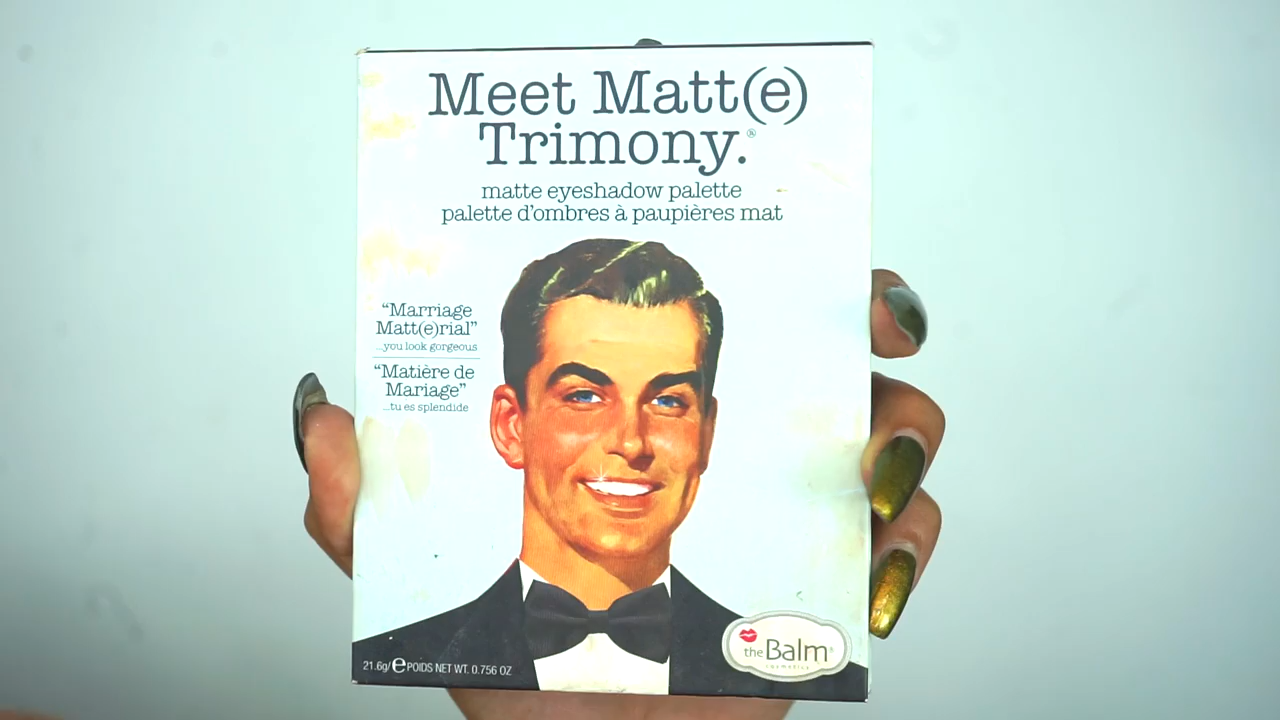 Meet Matt(e)
Trimony.®
matte eyeshadow palette
palette d'ombres à paupières mat
“Marriage
Matt(e)rial”
...you look gorgeous
“Matière de
Mariage”
...tu es splendide
21.6g/ ℮ POIDS NET WT. 0.756 OZ
theBalm®
cosmetics